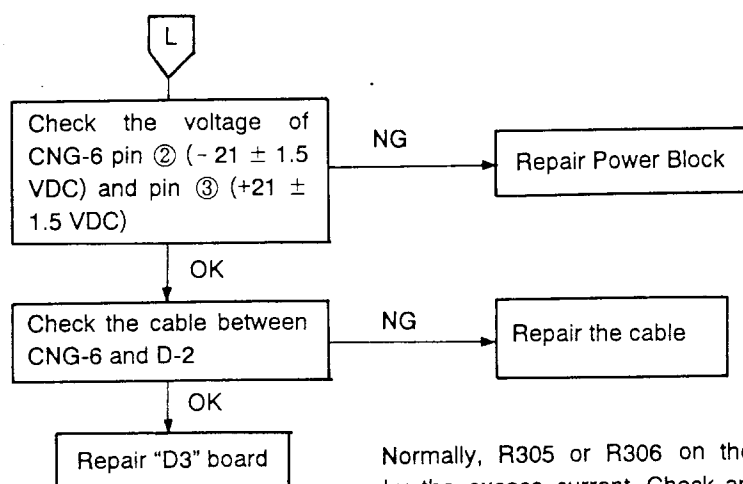 L
Check the voltage of
CNG-6 pin ② (- 21 ± 1.5
VDC) and pin ③ (+21 ±
1.5 VDC)
NG
Repair Power Block
OK
Check the cable between
CNG-6 and D-2
NG
Repair the cable
OK
Repair “D3” board
Normally, R305 or R306 on the
by the excess current. Check